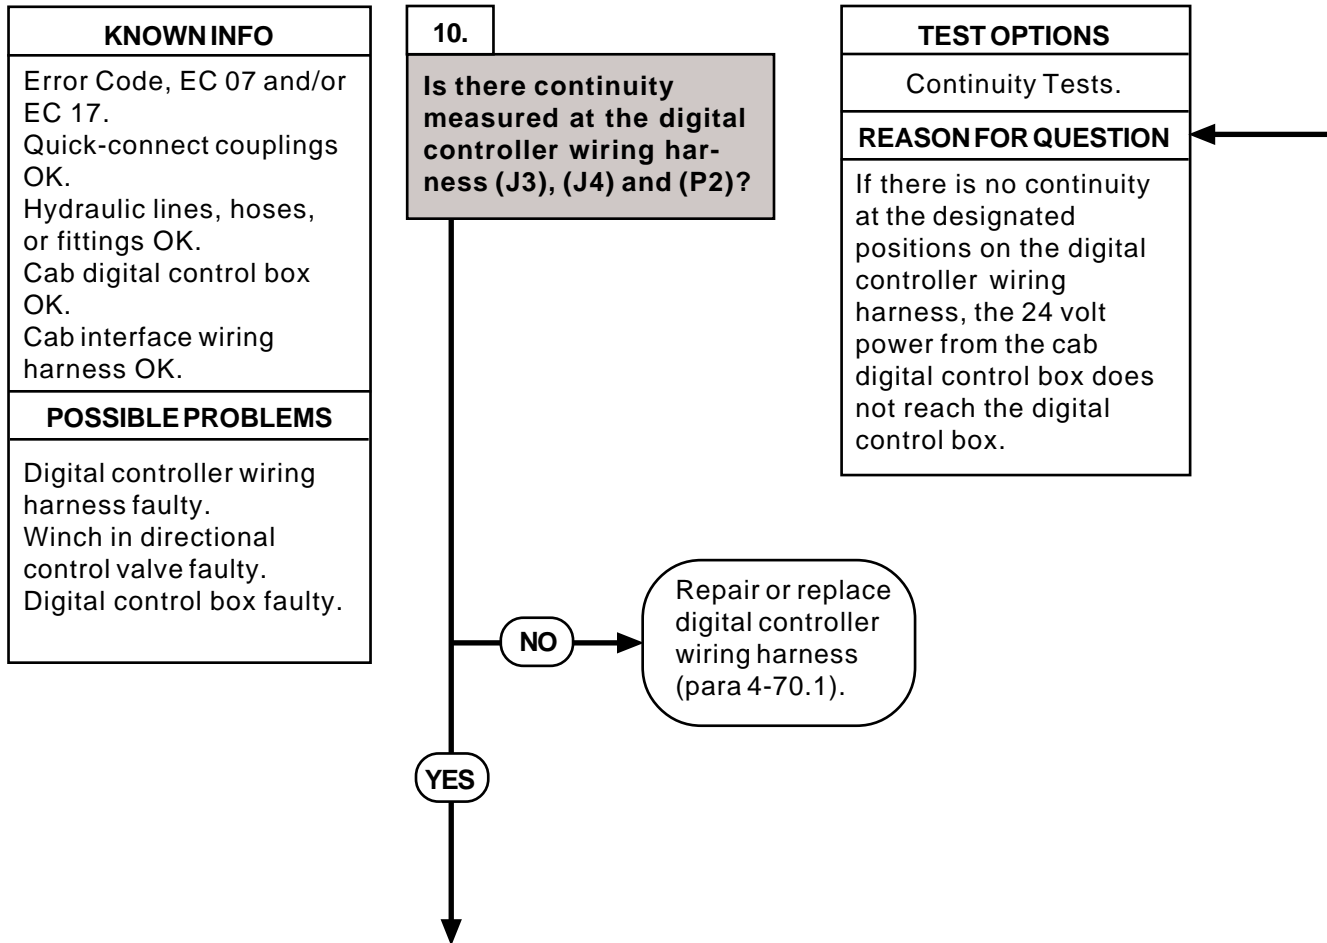 KNOWN INFO
Error Code, EC 07 and/or
EC 17.
Quick-connect couplings
OK.
Hydraulic lines, hoses,
or fittings OK.
Cab digital control box
OK.
Cab interface wiring
harness OK.
POSSIBLE PROBLEMS
Digital controller wiring
harness faulty.
Winch in directional
control valve faulty.
Digital control box faulty.
10.
Is there continuity
measured at the digital
controller wiring har-
ness (J3), (J4) and (P2)?
TEST OPTIONS
Continuity Tests.
REASON FOR QUESTION
If there is no continuity
at the designated
positions on the digital
controller wiring
harness, the 24 volt
power from the cab
digital control box does
not reach the digital
control box.
NO
Repair or replace
digital controller
wiring harness
(para 4-70.1).
YES